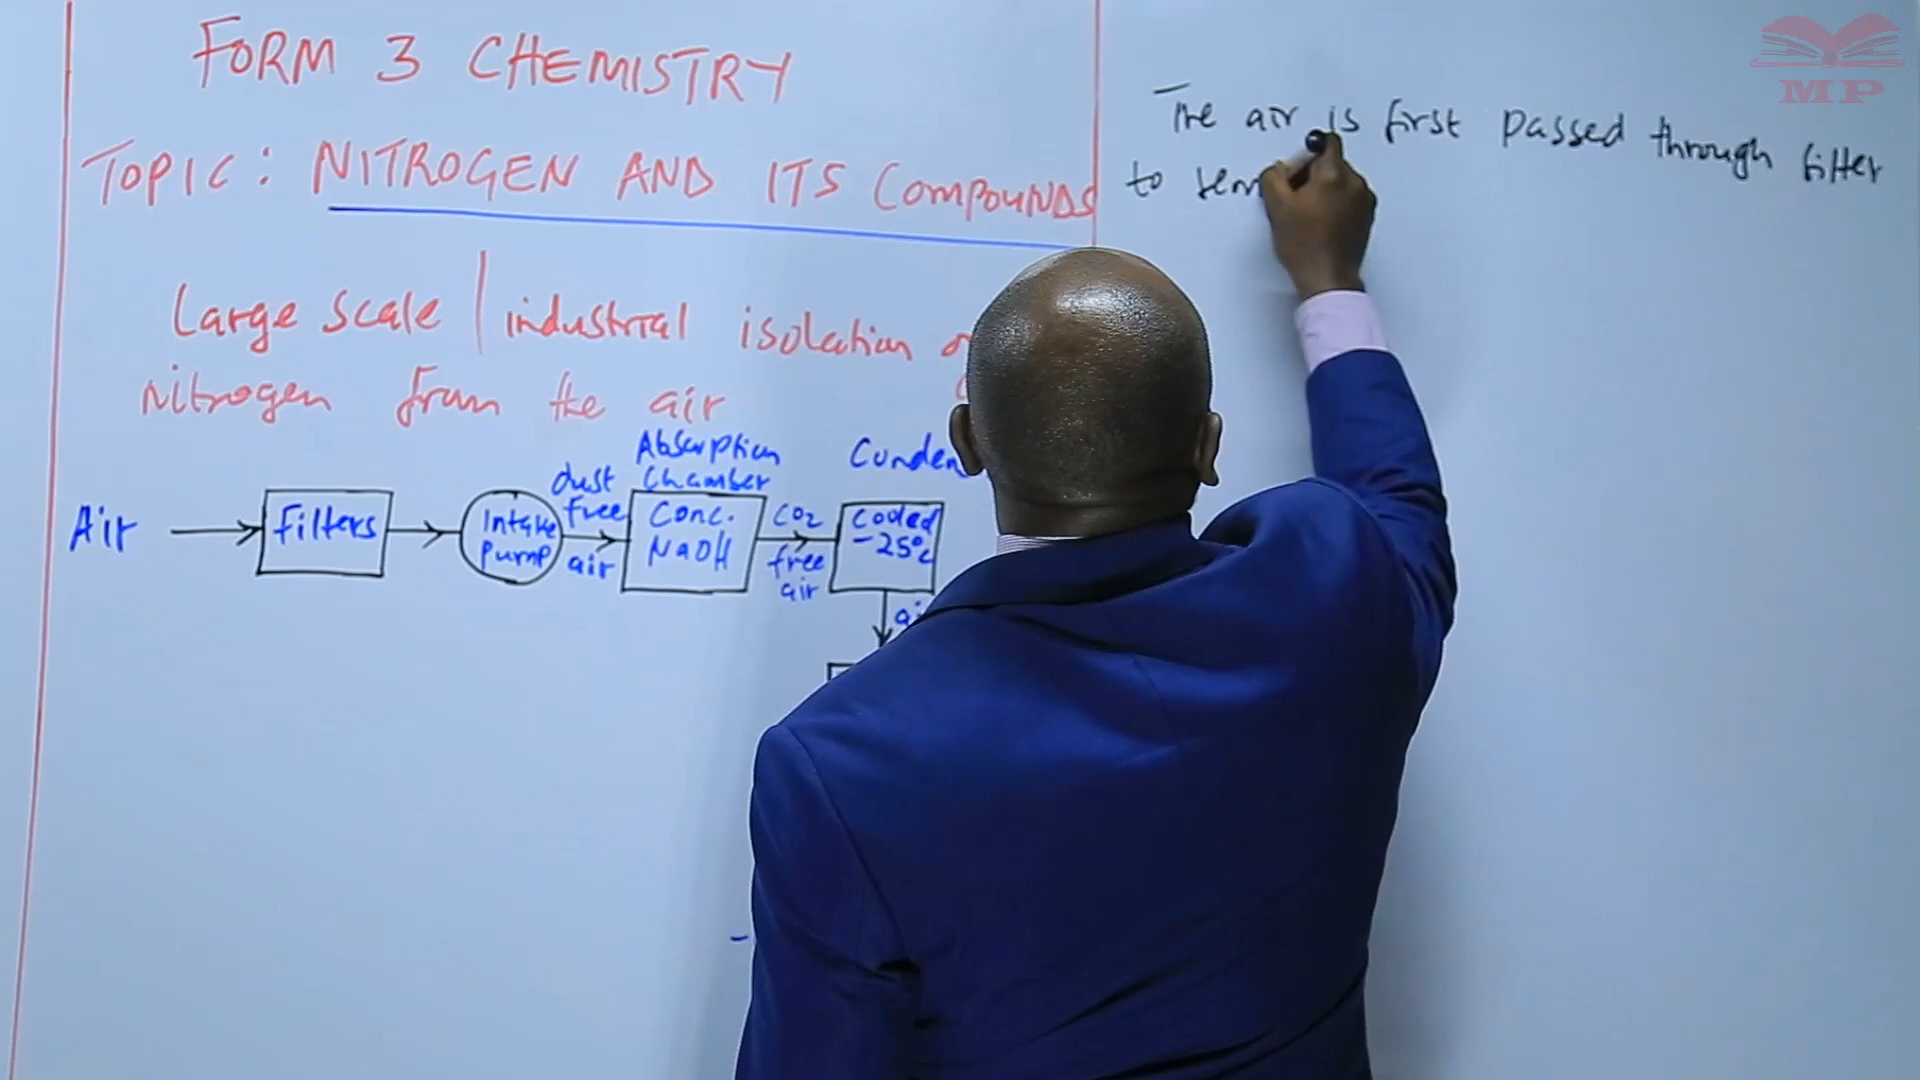 FORM 3 CHEMISTRY
TOPIC: NITROGEN AND ITS COMPOUNDS
Large scale | industrial isolation
nitrogen from the air
Air
Filters
Intake
pump
dust
free
air
Absorption
Chamber
Conc.
NaOH
CO2
free
air
Conden
Cooled
-25°C
The air is first passed through filter
to rem
MP